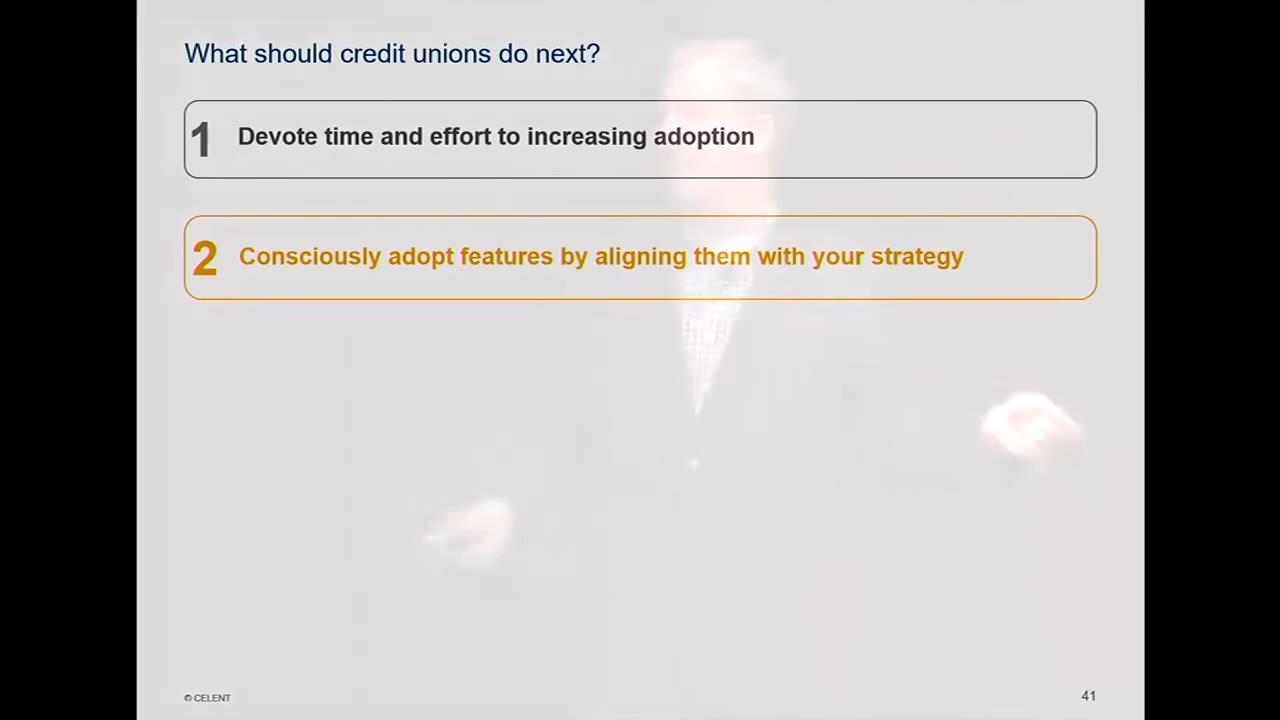 What should credit unions do next?
1 Devote time and effort to increasing adoption
2 Consciously adopt features by aligning them with your strategy
© CELENT
41